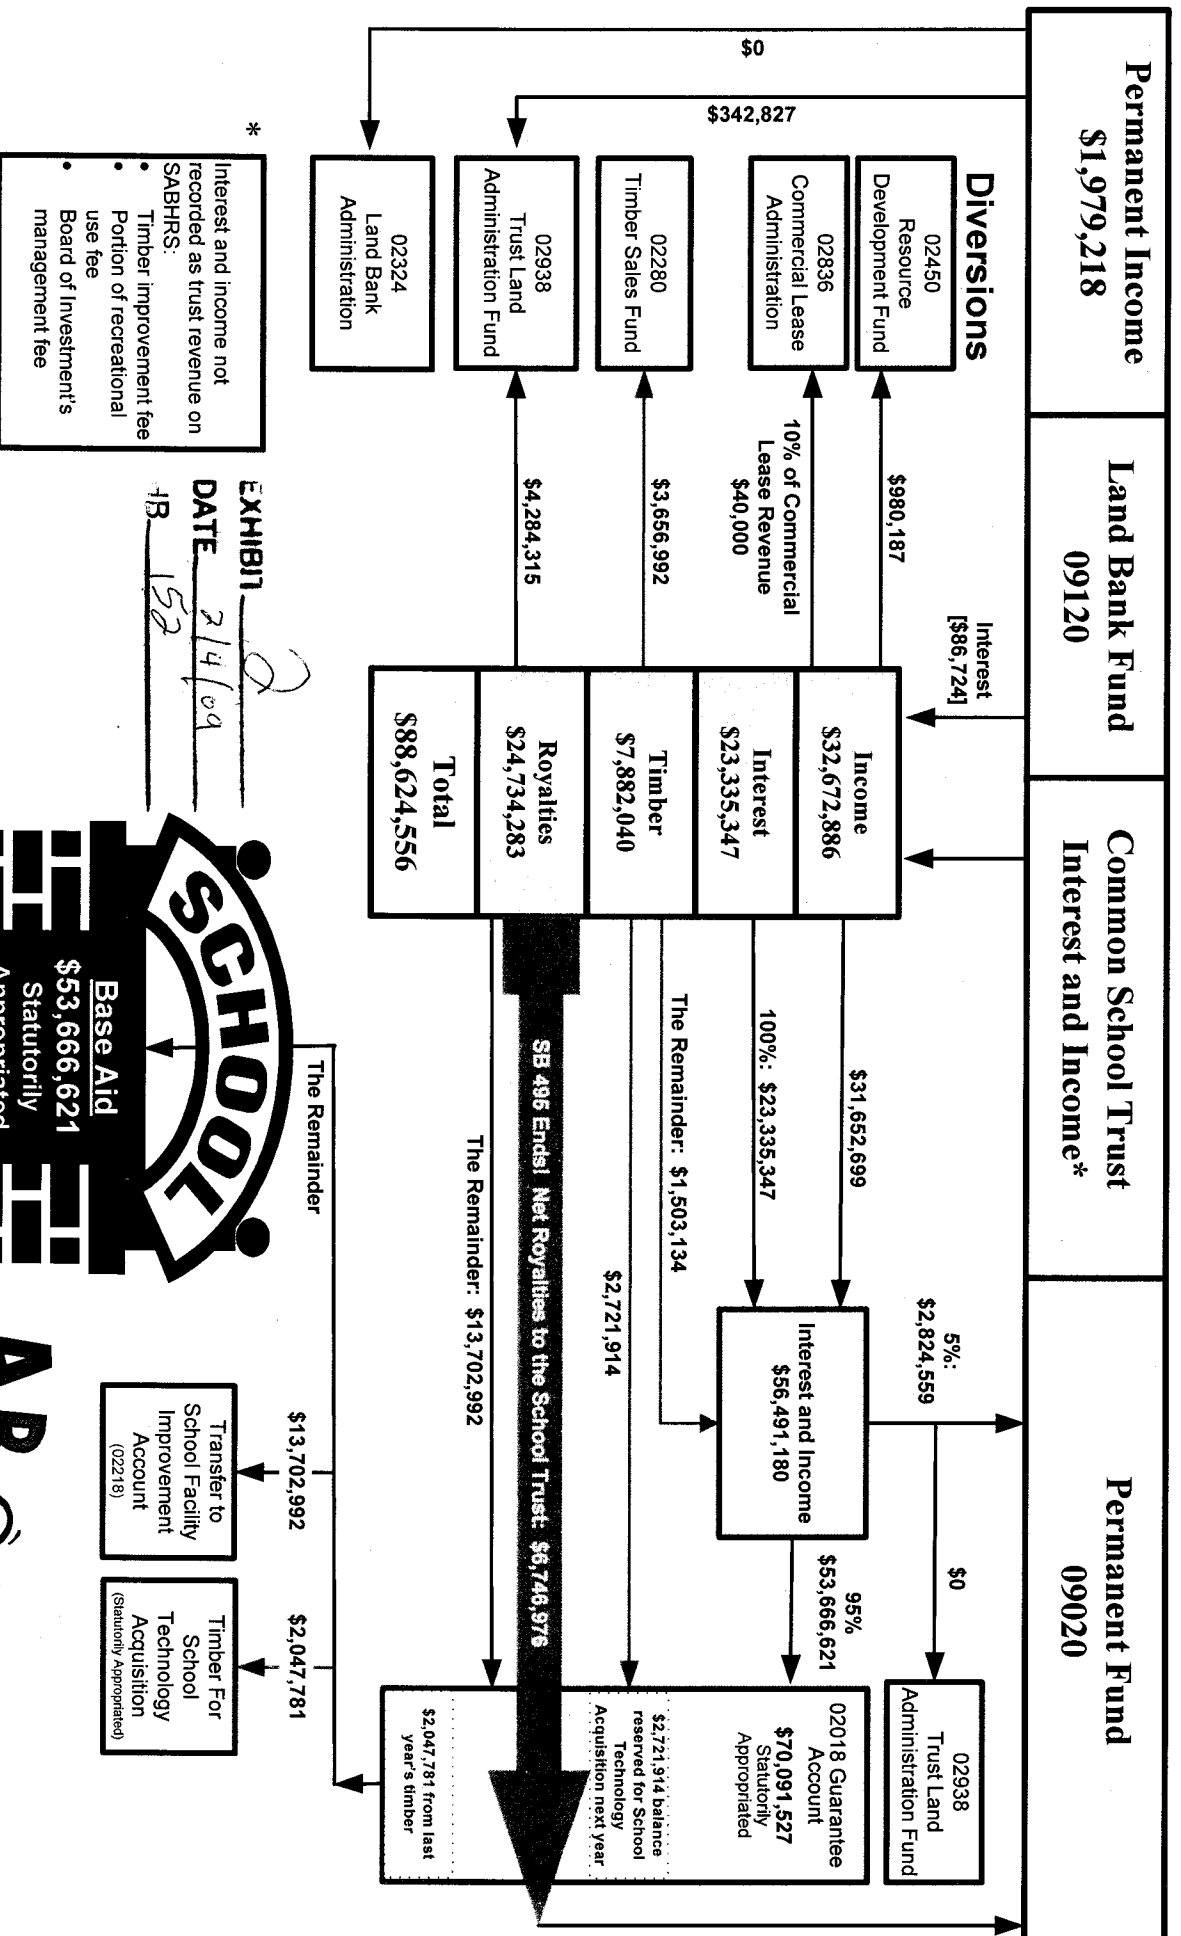 Permanent Income
$1,979,218
Land Bank Fund
09120
Common School Trust
Interest and Income*
Permanent Fund
09020
$0
$342,827
Diversions
Interest
[$86,724]
5%:
$2,824,559
$0
02450
Resource
Development Fund
$980,187
02836
Commercial Lease
Administration
10% of Commercial
Lease Revenue
$40,000
02280
Timber Sales Fund
$3,656,992
02938
Trust Land
Administration Fund
$4,284,315
02324
Land Bank
Administration
Income
$32,672,886
Interest
$23,335,347
Timber
$7,882,040
Royalties
$24,734,283
Total
$88,624,556
$31,652,699
100%: $23,335,347
The Remainder: $1,503,134
$2,721,914
SB 495 Ends! Net Royalties to the School Trust: $6,746,976
The Remainder: $13,702,992
Interest and Income
$56,491,180
95%
$53,666,621
02938
Trust Land
Administration Fund
02018 Guarantee
Account
$70,091,527
Statutorily
Appropriated
$2,721,914 balance
reserved for School
Technology
Acquisition next year
$2,047,781 from last
year's timber
The Remainder
$13,702,992
$2,047,781
Transfer to
School Facility
Improvement
Account
(02218)
Timber For
School
Technology
Acquisition
(Statutorily Appropriated)
*
Interest and income not
recorded as trust revenue on
SABHRS:
• Timber improvement fee
• Portion of recreational
use fee
• Board of Investment's
management fee
EXHIBIT 2
DATE 2/4/09
HB 152
SCHOOL
Base Aid
$53,666,621
Statutorily
Appropriated
A B